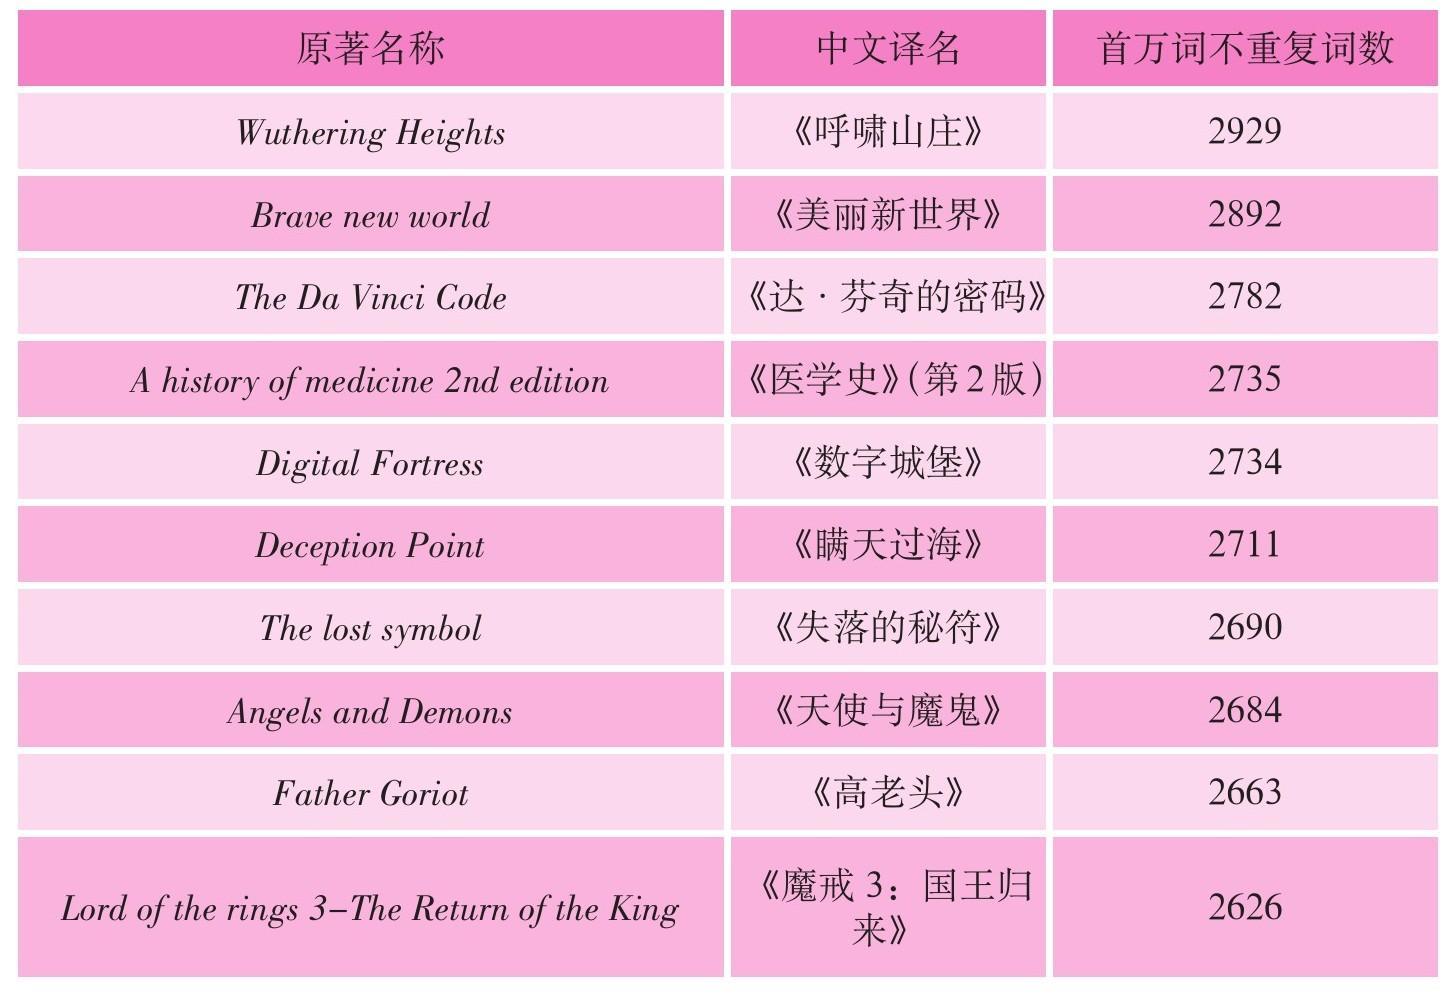 原著名称 中文译名 首万词不重复词数
Wuthering Heights 《呼啸山庄》 2929
Brave new world 《美丽新世界》 2892
The Da Vinci Code 《达·芬奇的密码》 2782
A history of medicine 2nd edition 《医学史》（第2版） 2735
Digital Fortress 《数字城堡》 2734
Deception Point 《瞒天过海》 2711
The lost symbol 《失落的秘符》 2690
Angels and Demons 《天使与魔鬼》 2684
Father Goriot 《高老头》 2663
Lord of the rings 3–The Return of the King 《魔戒 3：国王归
来》 2626